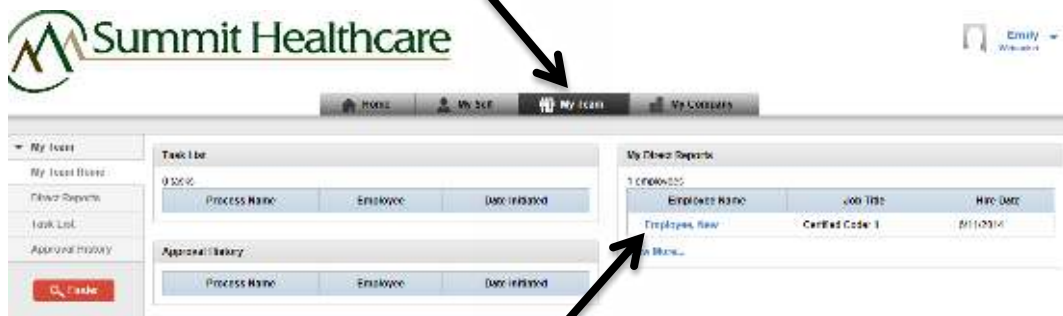 Summit Healthcare
Emily
Home My Self My Team My Company
My Team
My Team Home
Direct Reports
Task List
Approval History
Task List
0 tasks
Process Name Employee Date Initiated
Approval History
Process Name Employee Date Initiated
My Direct Reports
1 employees
Employee Name Job Title Hire Date
Employee, New Certified Coder 1
More...